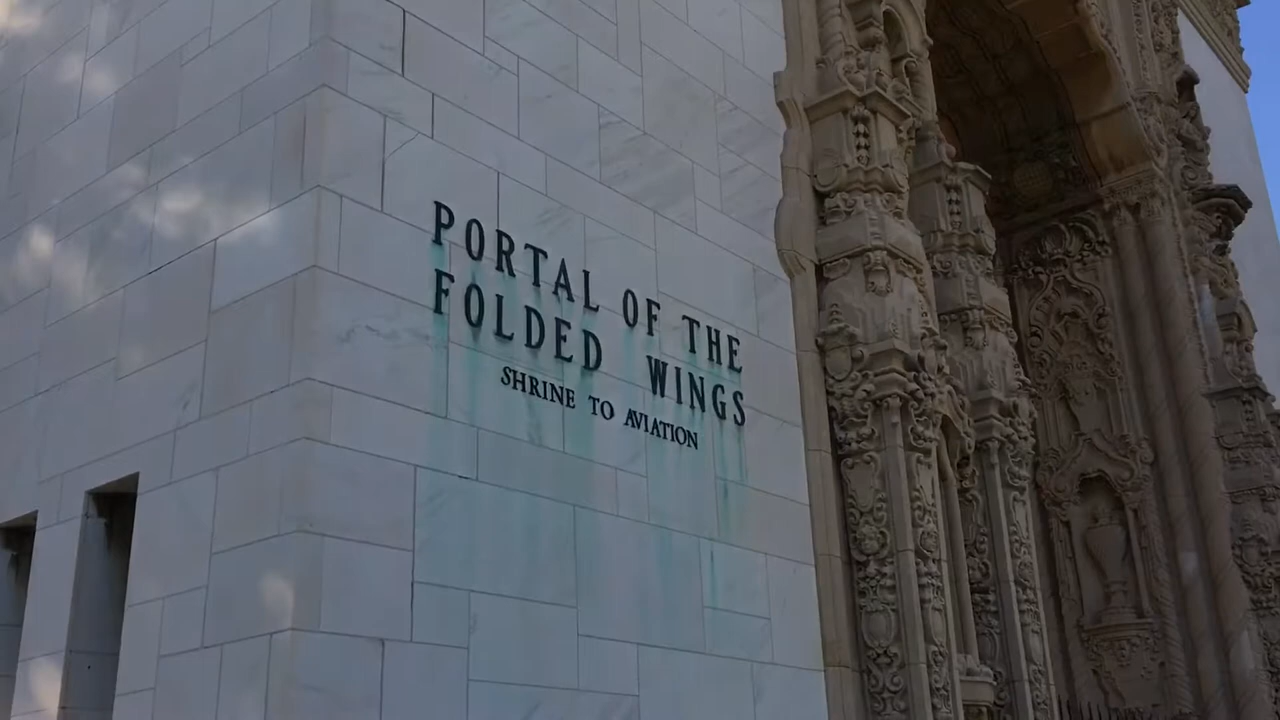 PORTAL OF THE
FOLDED WINGS
SHRINE TO AVIATION